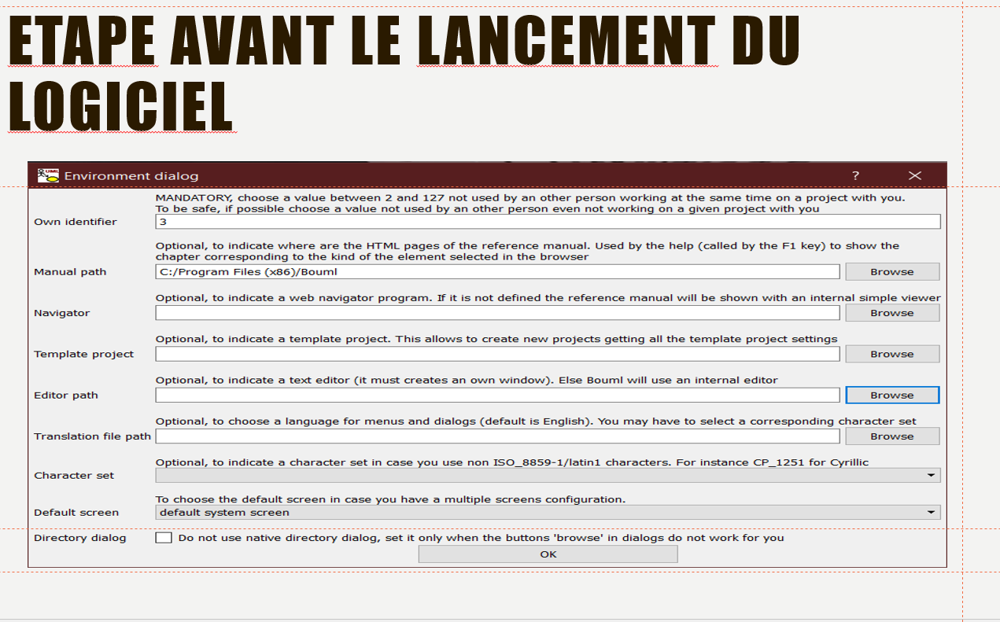 ETAPE AVANT LE LANCEMENT DU
LOGICIEL
UML
Environment dialog
?
MANDATORY, choose a value between 2 and 127 not used by an other person working at the same time on a project with you.
To be safe, if possible choose a value not used by an other person even not working on a given project with you
Own identifier
3
Optional, to indicate where are the HTML pages of the reference manual. Used by the help (called by the F1 key) to show the
chapter corresponding to the kind of the element selected in the browser
Manual path
C:/Program Files (x86)/Bouml
Browse
Optional, to indicate a web navigator program. If it is not defined the reference manual will be shown with an internal simple viewer
Navigator
Browse
Optional, to indicate a template project. This allows to create new projects getting all the template project settings
Template project
Browse
Optional, to indicate a text editor (it must creates an own window). Else Bouml will use an internal editor
Editor path
Browse
Optional, to choose a language for menus and dialogs (default is English). You may have to select a corresponding character set
Translation file path
Browse
Optional, to indicate a character set in case you use non ISO_8859-1/latin1 characters. For instance CP_1251 for Cyrillic
Character set
To choose the default screen in case you have a multiple screens configuration.
Default screen
default system screen
Directory dialog
Do not use native directory dialog, set it only when the buttons 'browse' in dialogs do not work for you
OK